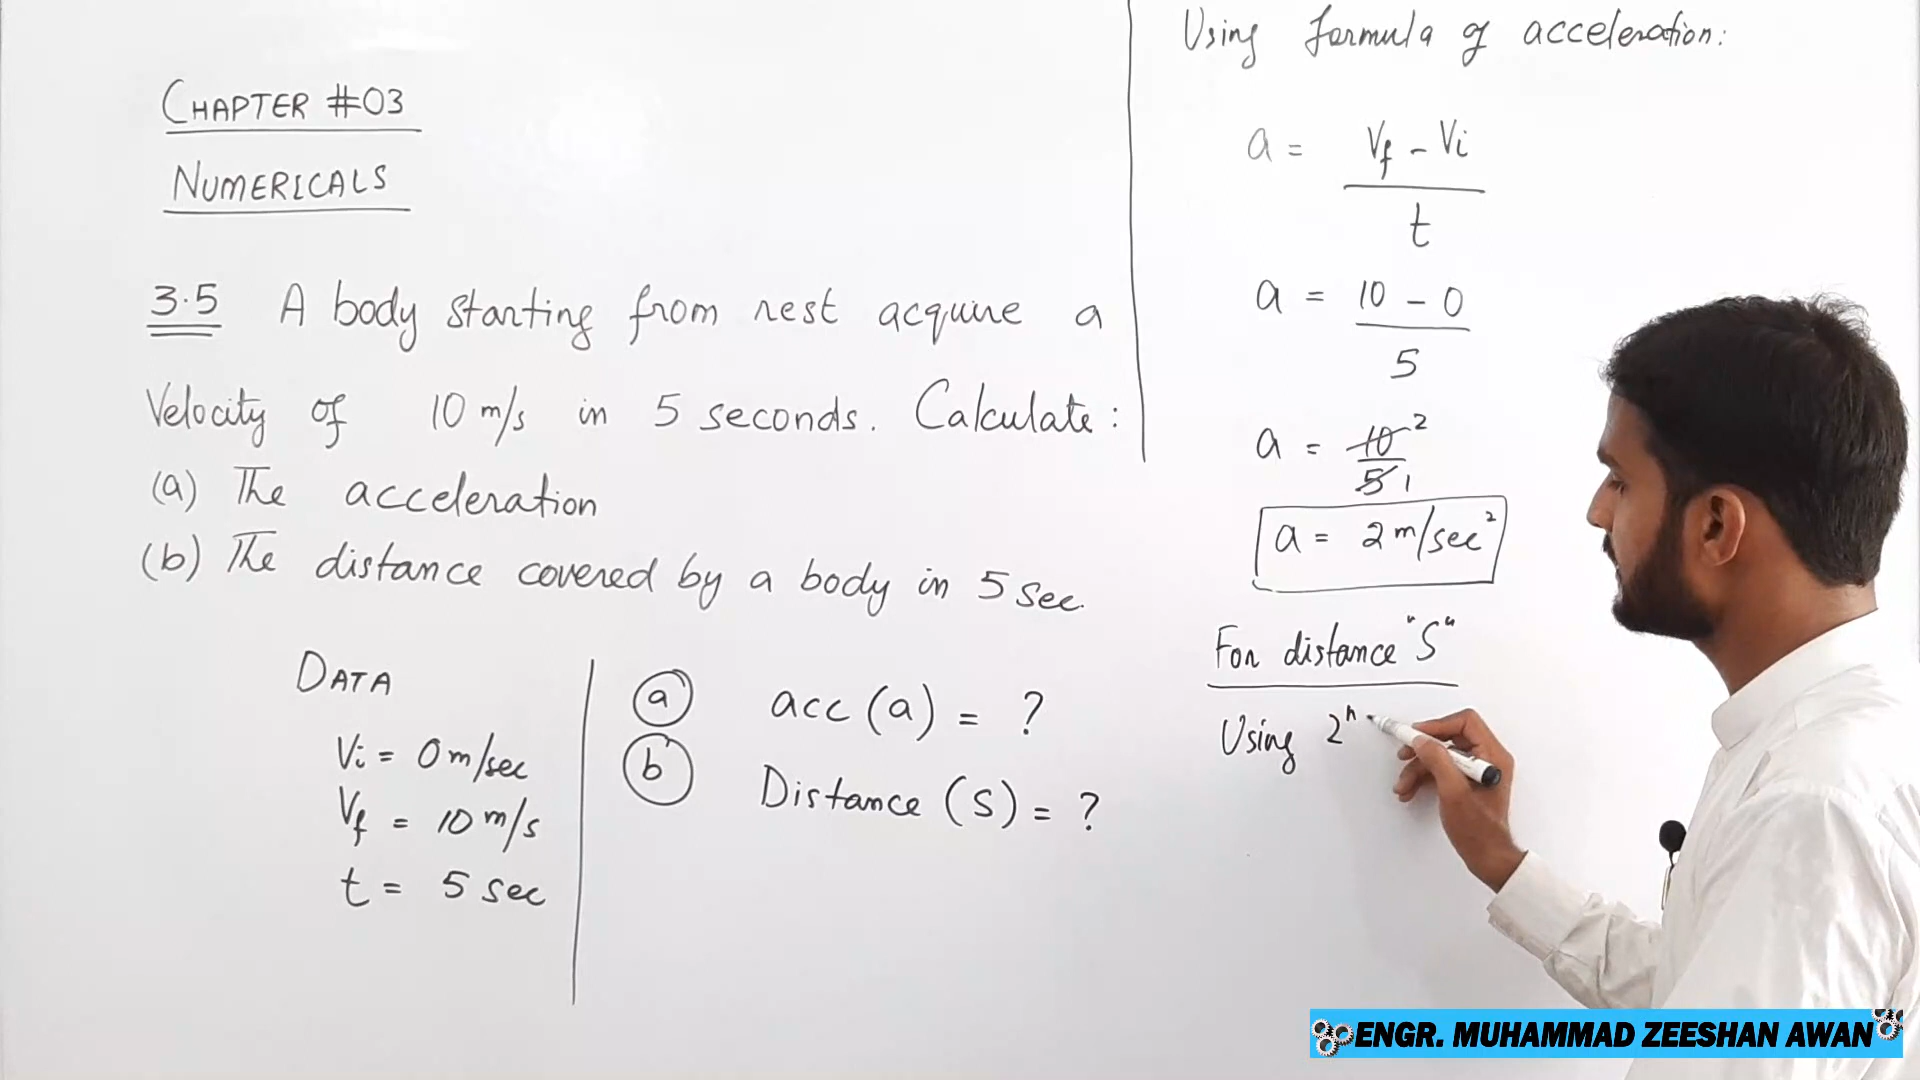 CHAPTER #03
NUMERICALS
3.5 A body starting from rest acquire a
Velocity of 10 m/s in 5 seconds. Calculate:
(a) The acceleration
(b) The distance covered by a body in 5 sec.
DATA
Vi = 0 m/sec
Vf = 10 m/s
t = 5 sec
(a) acc (a) = ?
(b) Distance (S) = ?
Using formula of acceleration:
a = Vf - Vi
t
a = 10 - 0
5
a = 10 2
5 1
a = 2 m/sec²
For distance "S"
Using 2n
ENGR. MUHAMMAD ZEESHAN AWAN